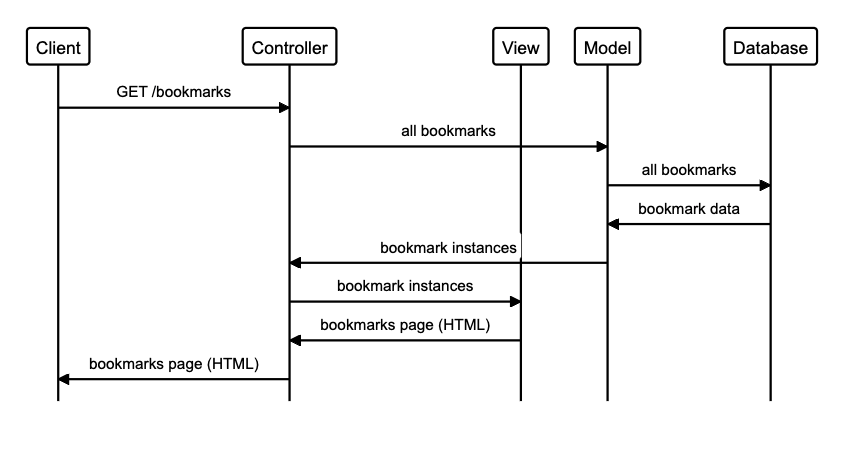 Client
Controller
View
Model
Database
GET /bookmarks
all bookmarks
all bookmarks
bookmark data
bookmark instances
bookmark instances
bookmarks page (HTML)
bookmarks page (HTML)